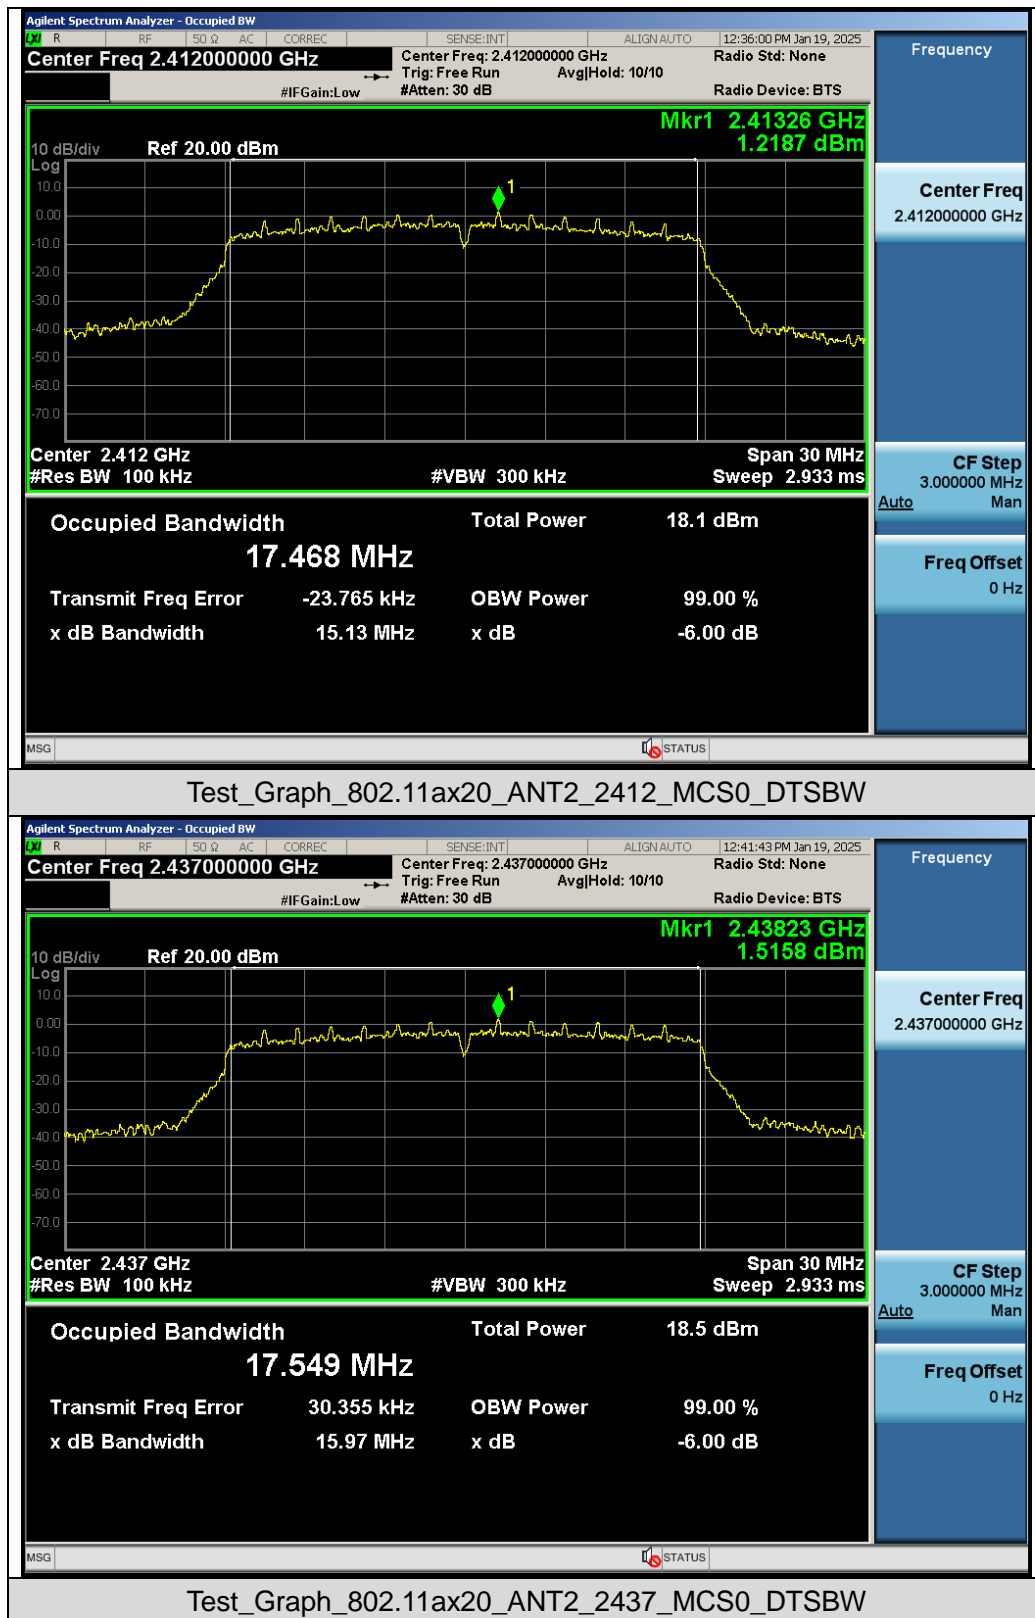 Agilent Spectrum Analyzer - Occupied BW
LXI R RF 50 Ω AC CORREC SENSE:INT ALIGN AUTO 12:36:00 PM Jan 19, 2025
Center Freq 2.412000000 GHz Center Freq: 2.412000000 GHz Radio Std: None Frequency
Trig: Free Run Avg|Hold: 10/10
#IFGain:Low #Atten: 30 dB Radio Device: BTS
Mkr1 2.41326 GHz
1.2187 dBm
10 dB/div Ref 20.00 dBm
Log
10.0
0.00
-10.0
-20.0
-30.0
-40.0
-50.0
-60.0
-70.0
1
Center Freq
2.412000000 GHz
Center 2.412 GHz Span 30 MHz
#Res BW 100 kHz #VBW 300 kHz Sweep 2.933 ms
CF Step
3.000000 MHz
Auto Man
Occupied Bandwidth Total Power 18.1 dBm
17.468 MHz
Freq Offset
0 Hz
Transmit Freq Error -23.765 kHz OBW Power 99.00 %
x dB Bandwidth 15.13 MHz x dB -6.00 dB
MSG STATUS
Test_Graph_802.11ax20_ANT2_2412_MCS0_DTSBW
Agilent Spectrum Analyzer - Occupied BW
LXI R RF 50 Ω AC CORREC SENSE:INT ALIGN AUTO 12:41:43 PM Jan 19, 2025
Center Freq 2.437000000 GHz Center Freq: 2.437000000 GHz Radio Std: None Frequency
Trig: Free Run Avg|Hold: 10/10
#IFGain:Low #Atten: 30 dB Radio Device: BTS
Mkr1 2.43823 GHz
1.5158 dBm
10 dB/div Ref 20.00 dBm
Log
10.0
0.00
-10.0
-20.0
-30.0
-40.0
-50.0
-60.0
-70.0
1
Center Freq
2.437000000 GHz
Center 2.437 GHz Span 30 MHz
#Res BW 100 kHz #VBW 300 kHz Sweep 2.933 ms
CF Step
3.000000 MHz
Auto Man
Occupied Bandwidth Total Power 18.5 dBm
17.549 MHz
Freq Offset
0 Hz
Transmit Freq Error 30.355 kHz OBW Power 99.00 %
x dB Bandwidth 15.97 MHz x dB -6.00 dB
MSG STATUS
Test_Graph_802.11ax20_ANT2_2437_MCS0_DTSBW